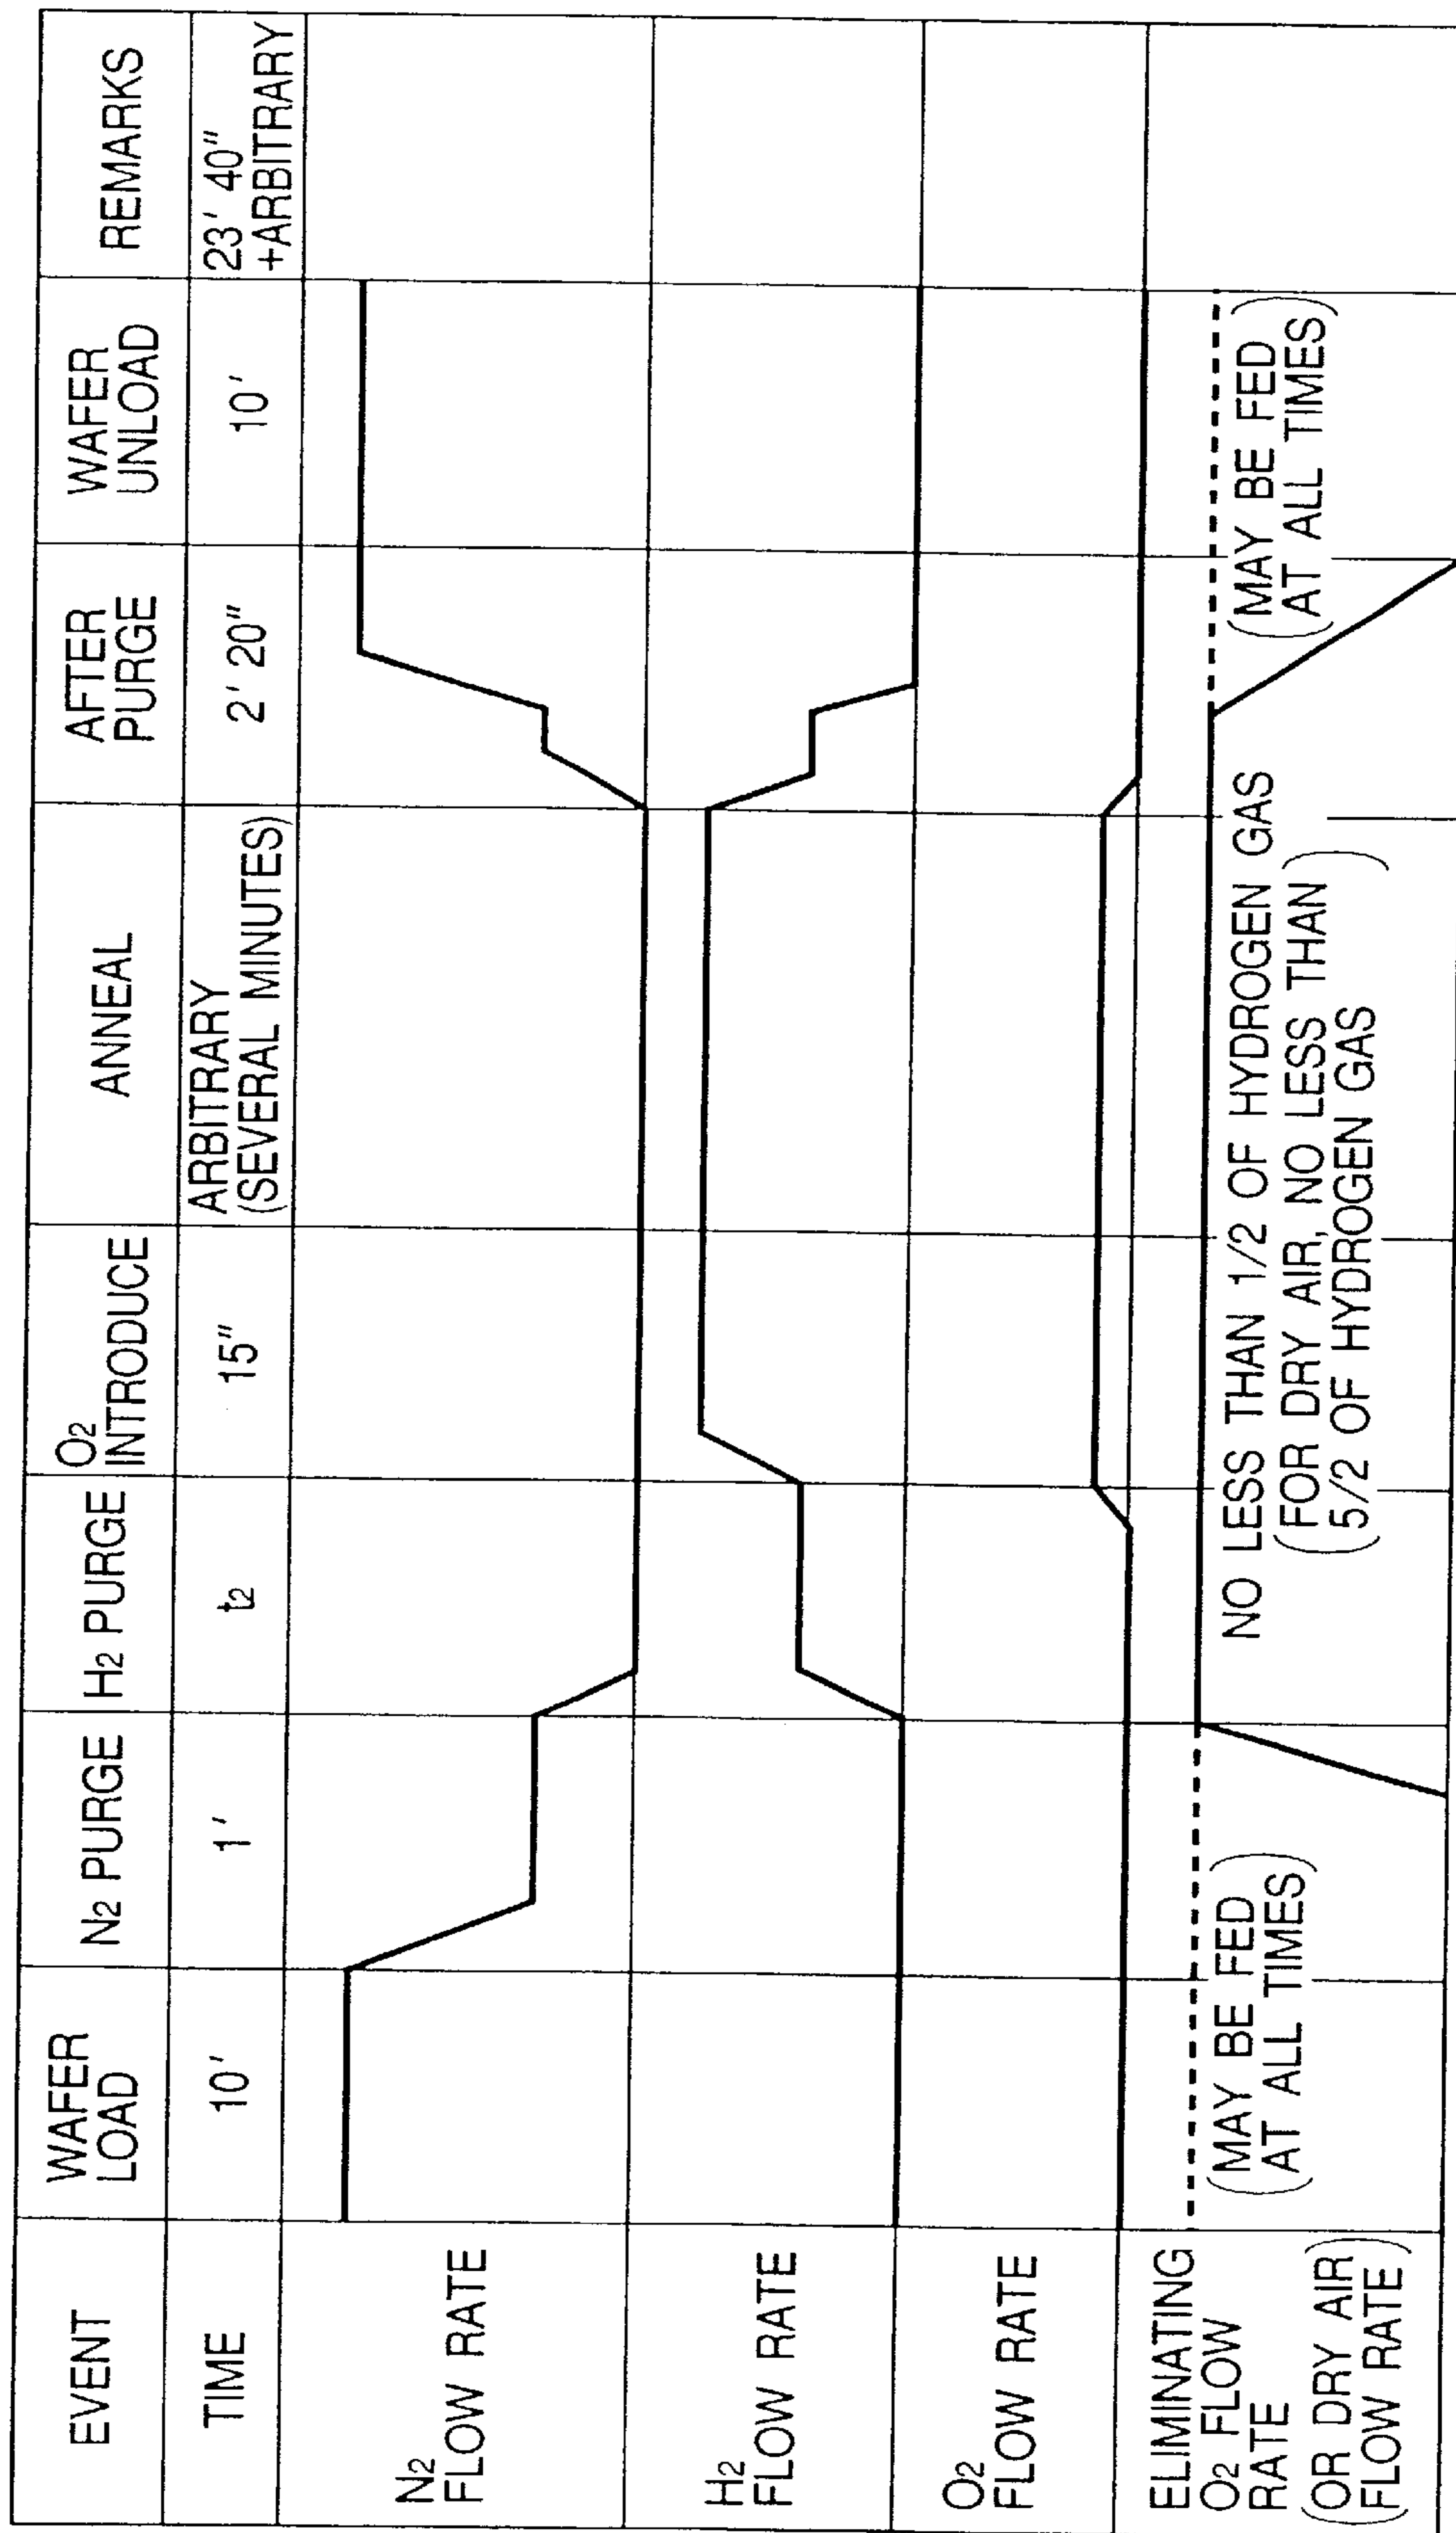 EVENT
WAFER
LOAD
N2 PURGE
H2 PURGE
O2
INTRODUCE
ANNEAL
AFTER
PURGE
WAFER
UNLOAD
REMARKS
TIME
10'
1'
t2
15"
ARBITRARY
(SEVERAL MINUTES)
2' 20"
10'
23' 40"
+ARBITRARY
N2
FLOW RATE
H2
FLOW RATE
O2
FLOW RATE
ELIMINATING
O2 FLOW
RATE
(OR DRY AIR
FLOW RATE)
(MAY BE FED
AT ALL TIMES)
NO LESS THAN 1/2 OF HYDROGEN GAS
(FOR DRY AIR, NO LESS THAN
5/2 OF HYDROGEN GAS)
(MAY BE FED
AT ALL TIMES)